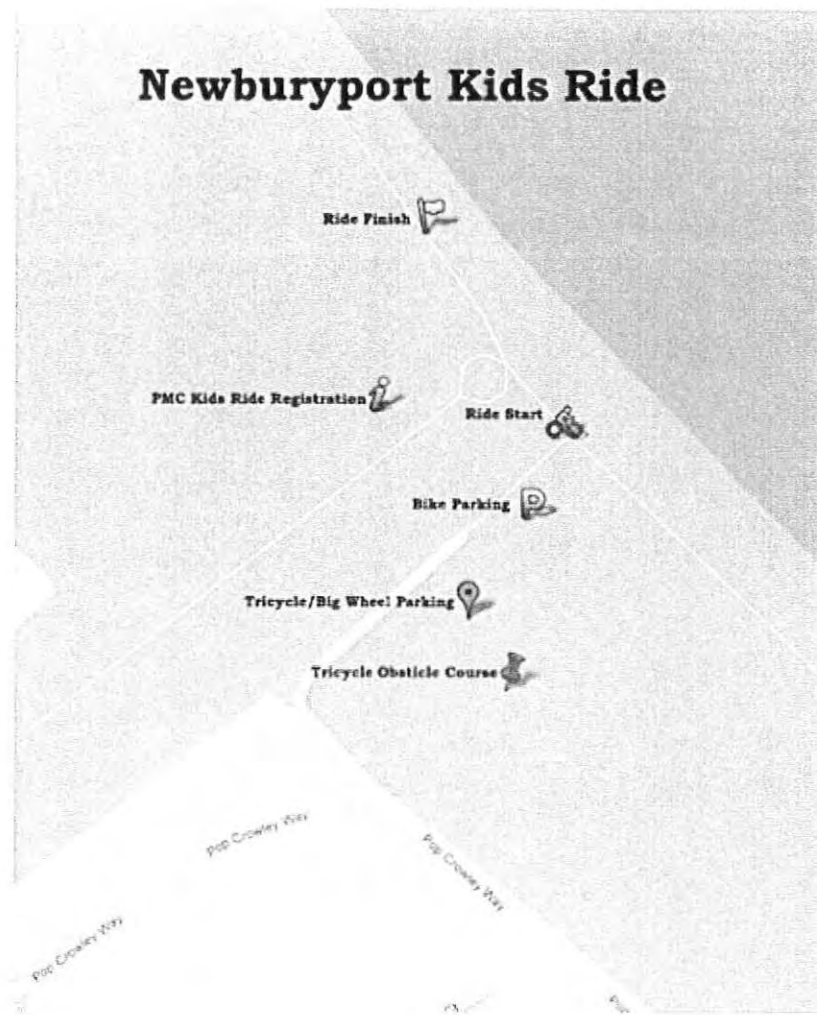 Newburyport Kids Ride
Ride Finish
PMC Kids Ride Registration
Ride Start
Bike Parking
Tricycle/Big Wheel Parking
Tricycle Obsticle Course
Pop Crowley Way
Pop Crowley Way
Pop Crowley Way